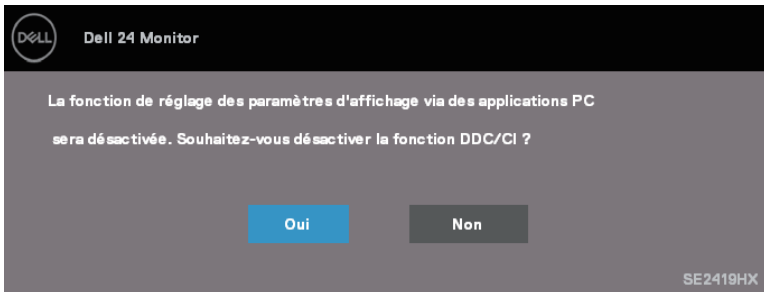 DELL
Dell 24 Monitor
La fonction de réglage des paramètres d'affichage via des applications PC
sera désactivée. Souhaitez-vous désactiver la fonction DDC/CI ?
Oui
Non
SE2419HX